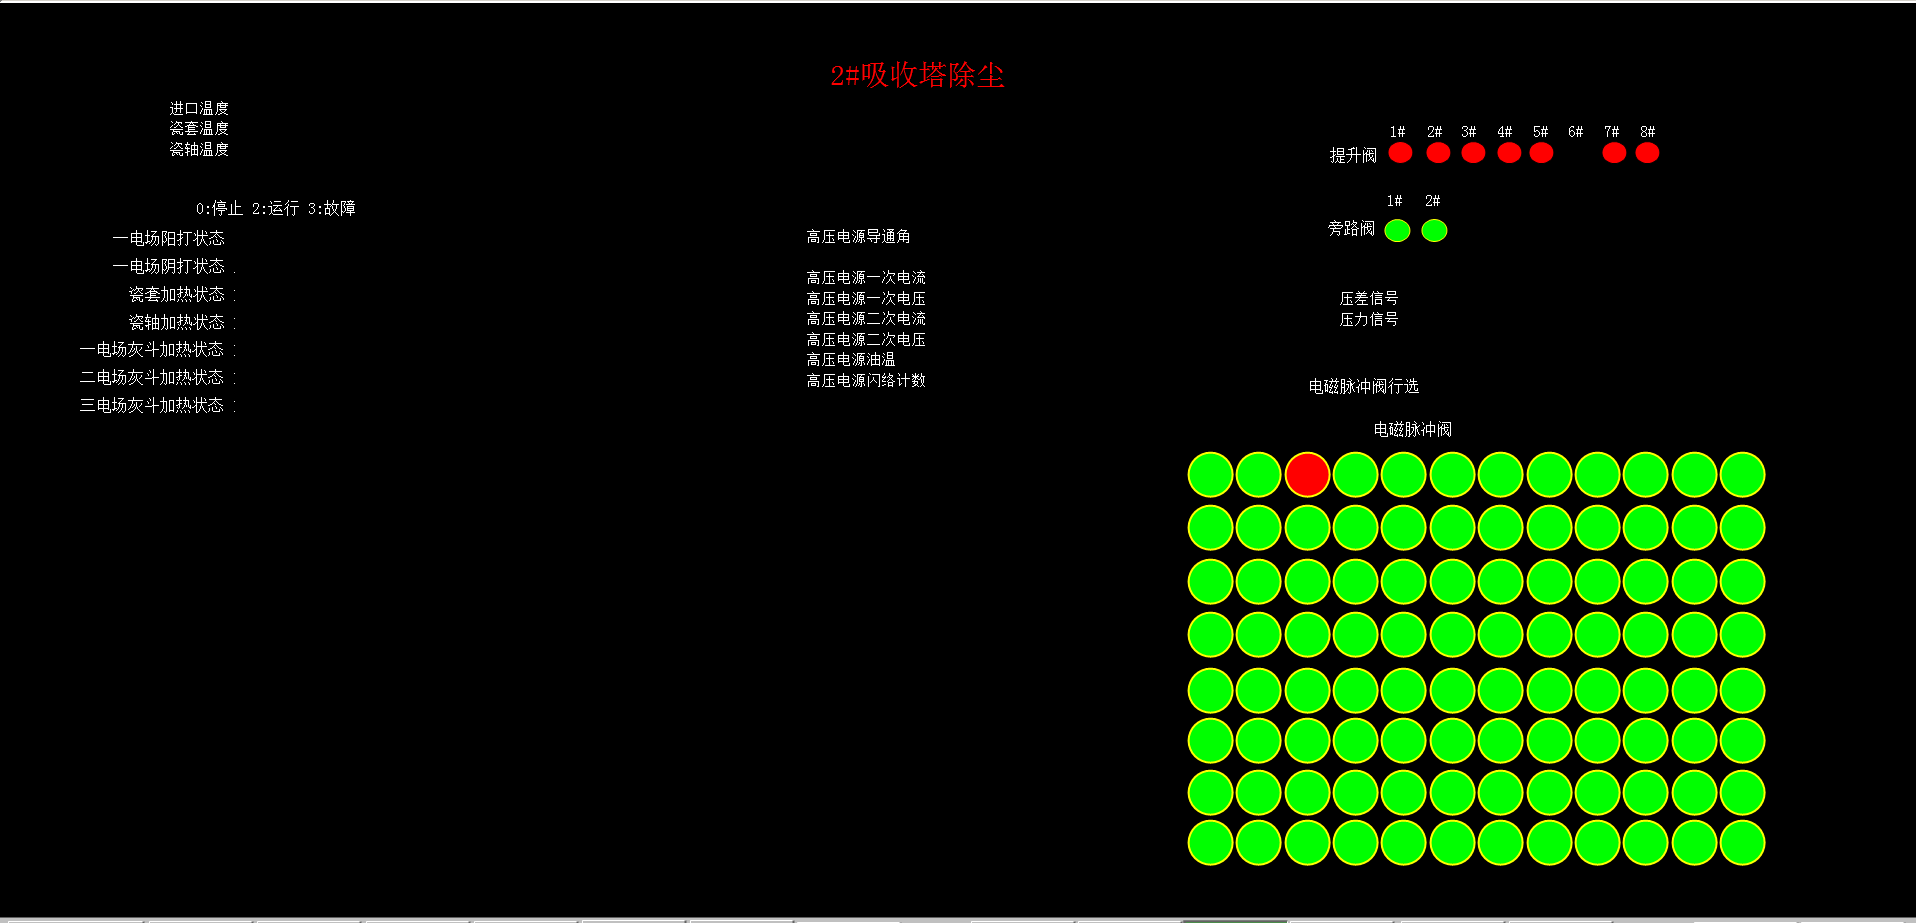 2#吸收塔除尘
进口温度
瓷套温度
瓷轴温度
0:停止 2:运行 3:故障
一电场阳打状态
一电场阴打状态 .
瓷套加热状态 :
瓷轴加热状态 :
一电场灰斗加热状态 :
二电场灰斗加热状态 :
三电场灰斗加热状态 :
高压电源导通角
高压电源一次电流
高压电源一次电压
高压电源二次电流
高压电源二次电压
高压电源油温
高压电源闪络计数
1# 2# 3# 4# 5# 6# 7# 8#
提升阀
1# 2#
旁路阀
压差信号
压力信号
电磁脉冲阀行选
电磁脉冲阀